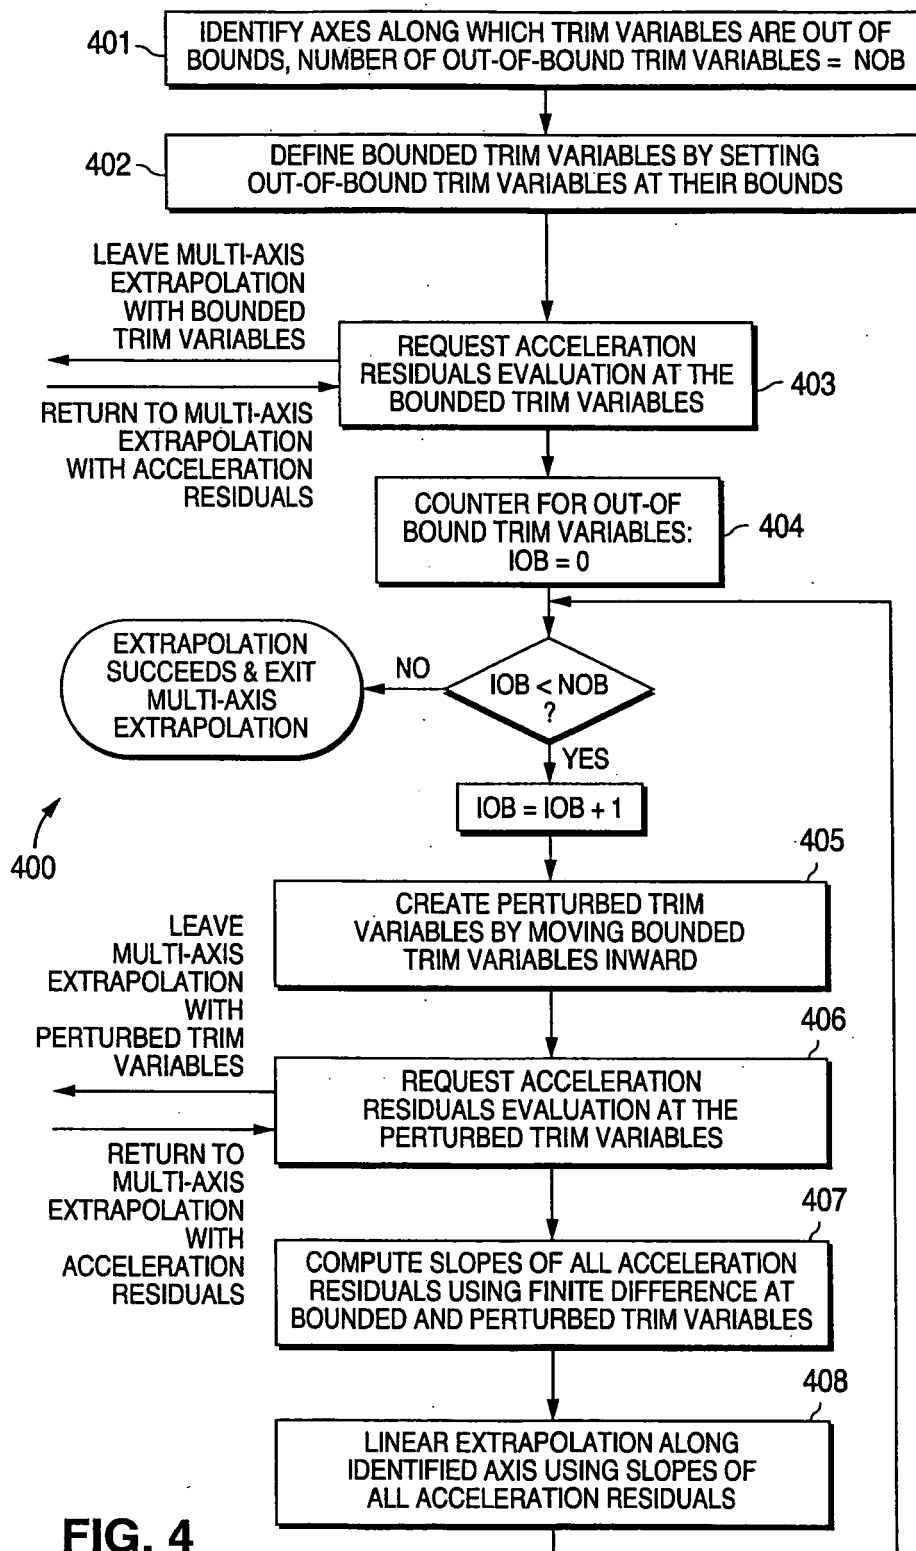 401
IDENTIFY AXES ALONG WHICH TRIM VARIABLES ARE OUT OF
BOUNDS, NUMBER OF OUT-OF-BOUND TRIM VARIABLES = NOB
402
DEFINE BOUNDED TRIM VARIABLES BY SETTING
OUT-OF-BOUND TRIM VARIABLES AT THEIR BOUNDS
LEAVE MULTI-AXIS
EXTRAPOLATION
WITH BOUNDED
TRIM VARIABLES
REQUEST ACCELERATION
RESIDUALS EVALUATION AT THE
BOUNDED TRIM VARIABLES
403
RETURN TO MULTI-AXIS
EXTRAPOLATION
WITH ACCELERATION
RESIDUALS
COUNTER FOR OUT-OF
BOUND TRIM VARIABLES:
IOB = 0
404
EXTRAPOLATION
SUCCEEDS & EXIT
MULTI-AXIS
EXTRAPOLATION
NO
IOB < NOB
?
YES
IOB = IOB + 1
400
405
CREATE PERTURBED TRIM
VARIABLES BY MOVING BOUNDED
TRIM VARIABLES INWARD
LEAVE
MULTI-AXIS
EXTRAPOLATION
WITH
PERTURBED TRIM
VARIABLES
406
REQUEST ACCELERATION
RESIDUALS EVALUATION AT THE
PERTURBED TRIM VARIABLES
RETURN TO
MULTI-AXIS
EXTRAPOLATION
WITH
ACCELERATION
RESIDUALS
407
COMPUTE SLOPES OF ALL ACCELERATION
RESIDUALS USING FINITE DIFFERENCE AT
BOUNDED AND PERTURBED TRIM VARIABLES
408
LINEAR EXTRAPOLATION ALONG
IDENTIFIED AXIS USING SLOPES OF
ALL ACCELERATION RESIDUALS
FIG. 4